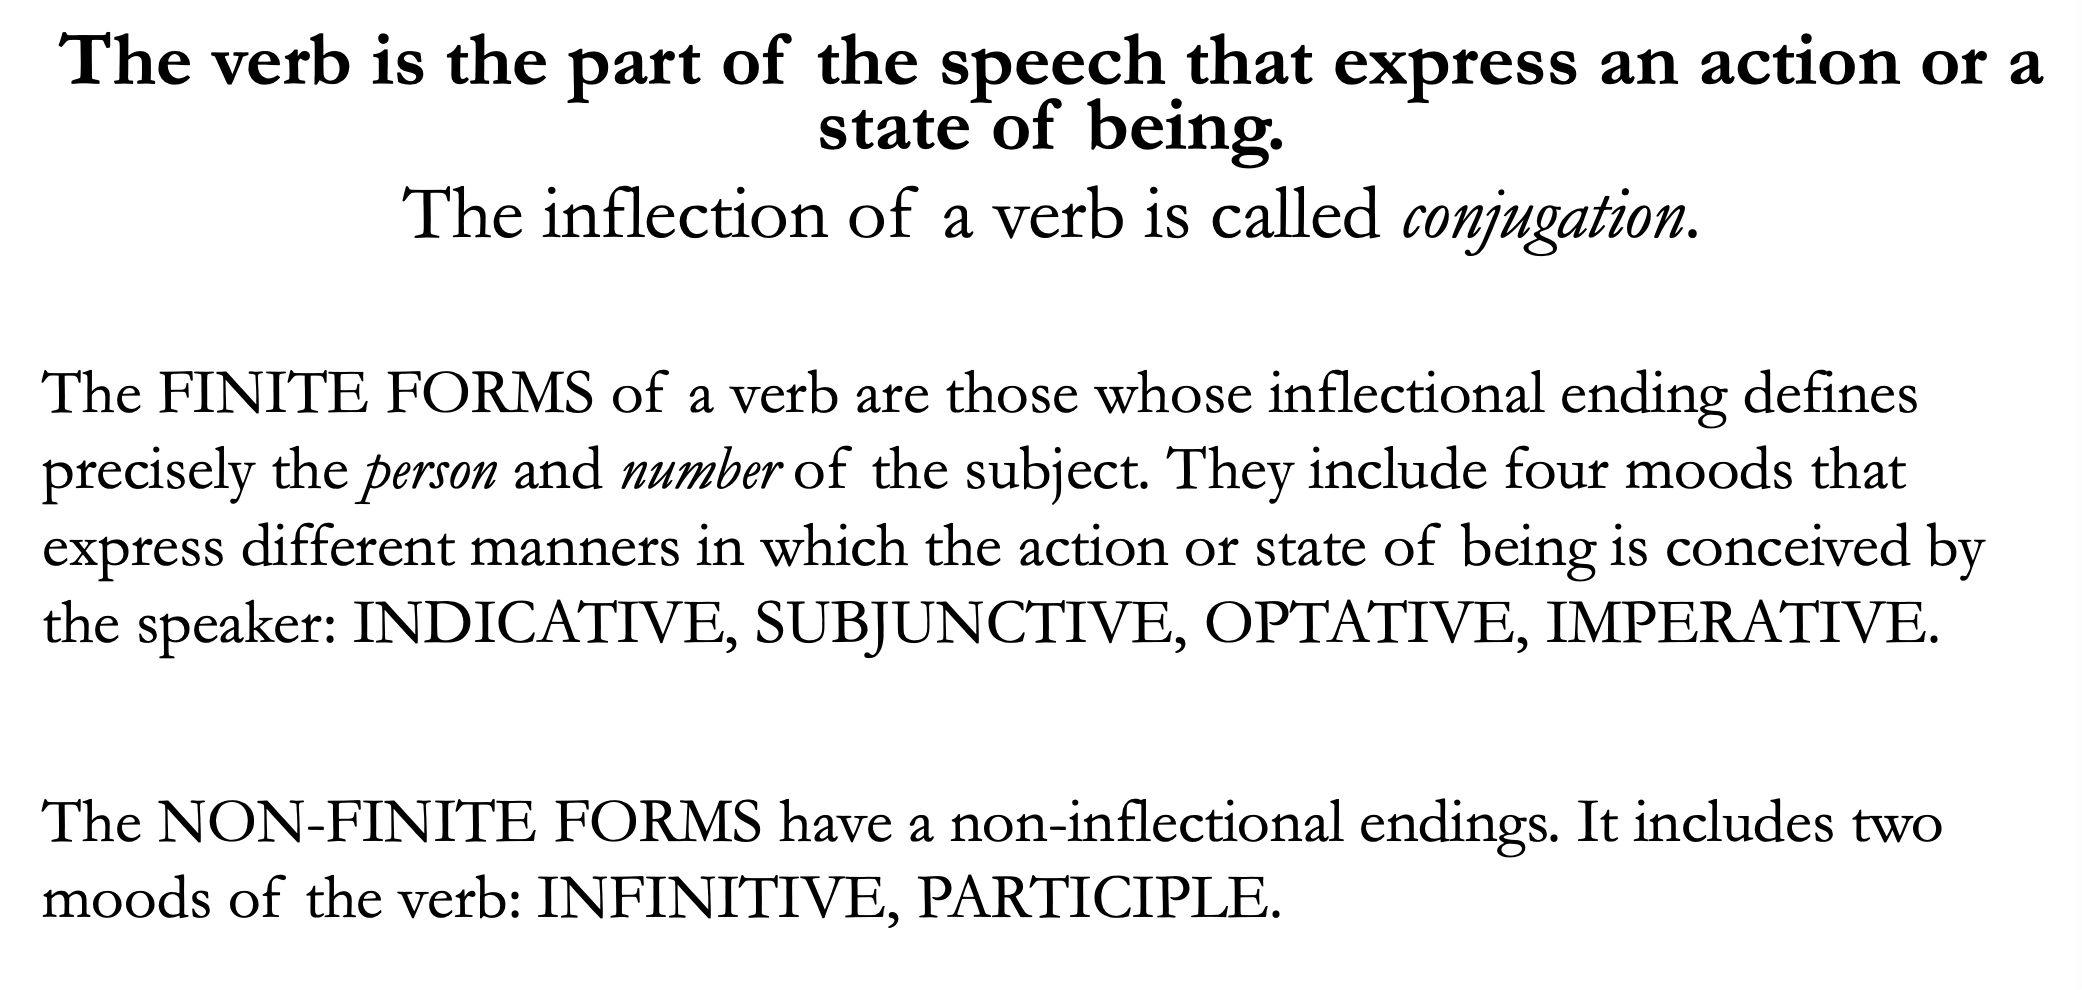 The verb is the part of the speech that express an action or a
state of being.
The inflection of a verb is called conjugation.
The FINITE FORMS of a verb are those whose inflectional ending defines
precisely the person and number of the subject. They include four moods that
express different manners in which the action or state of being is conceived by
the speaker: INDICATIVE, SUBJUNCTIVE, OPTATIVE, IMPERATIVE.
The NON-FINITE FORMS have a non-inflectional endings. It includes two
moods of the verb: INFINITIVE, PARTICIPLE.